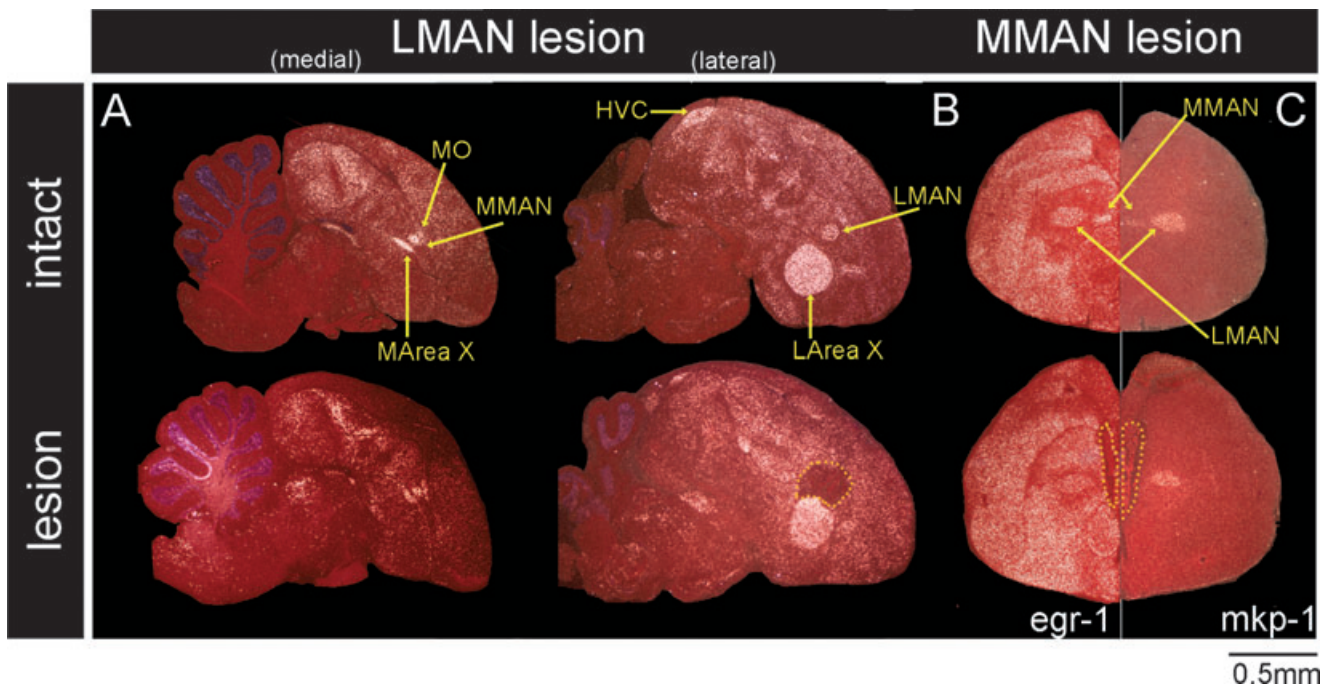 LMAN lesion
MMAN lesion
(medial)
(lateral)
intact
A
MO
MMAN
MArea X
HVC
LMAN
LArea X
B
MMAN
C
LMAN
lesion
egr-1
mkp-1
0.5mm